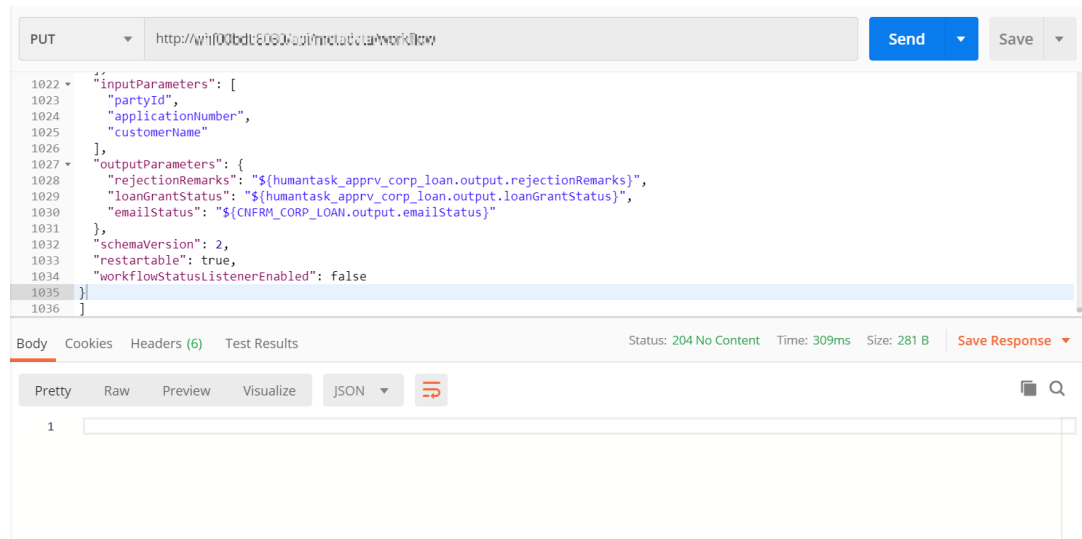 PUT http://
Send Save
1022 "inputParameters": [
1023 "partyId",
1024 "applicationNumber",
1025 "customerName"
1026 ],
1027 "outputParameters": {
1028 "rejectionRemarks": "${humantask_apprv_corp_loan.output.rejectionRemarks}",
1029 "loanGrantStatus": "${humantask_apprv_corp_loan.output.loanGrantStatus}",
1030 "emailStatus": "${CNFRM_CORP_LOAN.output.emailStatus}"
1031 },
1032 "schemaVersion": 2,
1033 "restartable": true,
1034 "workflowStatusListenerEnabled": false
1035 }
1036 ]
Body Cookies Headers (6) Test Results Status: 204 No Content Time: 309ms Size: 281 B Save Response
Pretty Raw Preview Visualize JSON
1